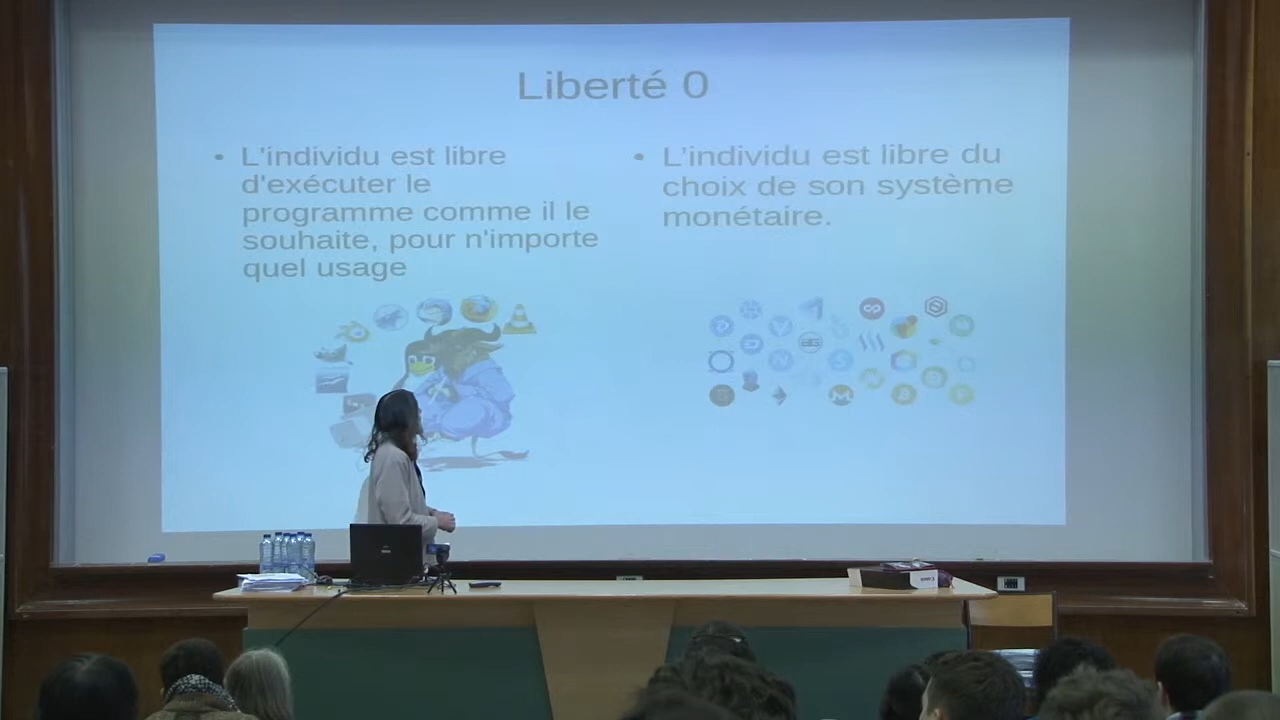 Liberté 0
• L'individu est libre
d'exécuter le
programme comme il le
souhaite, pour n'importe
quel usage
• L'individu est libre du
choix de son système
monétaire.